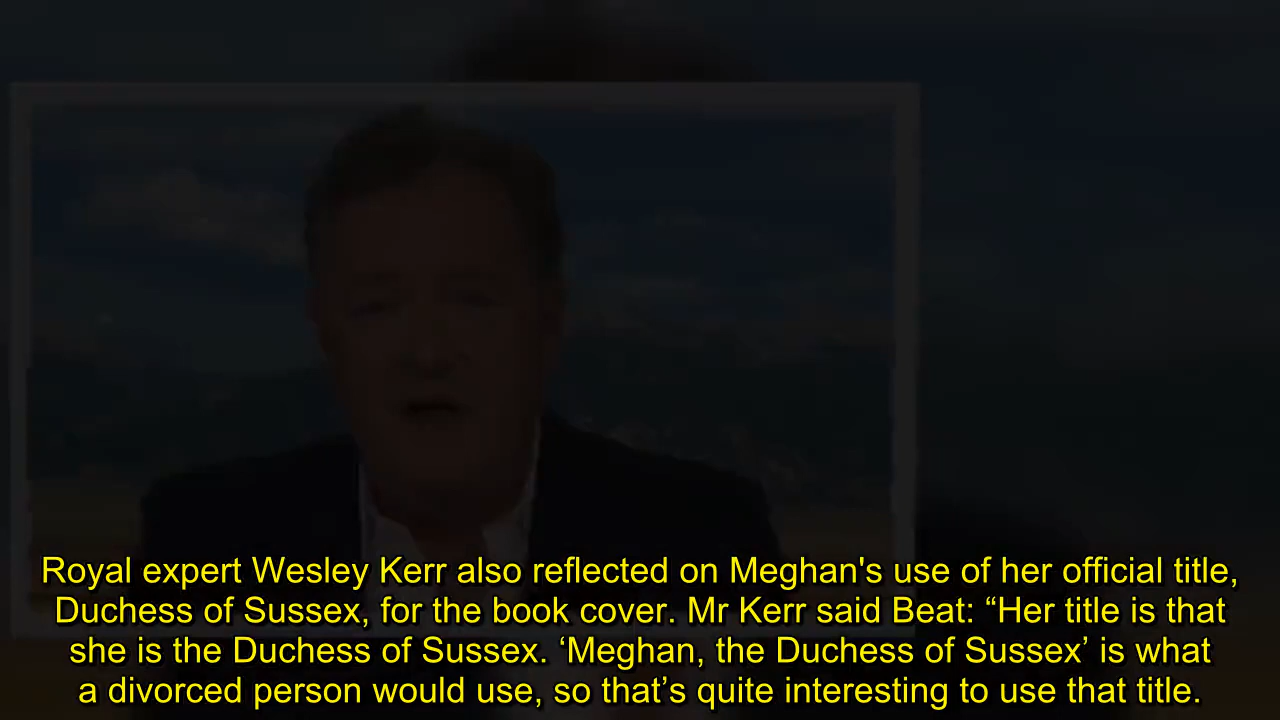 Royal expert Wesley Kerr also reflected on Meghan's use of her official title,
Duchess of Sussex, for the book cover. Mr Kerr said Beat: “Her title is that
she is the Duchess of Sussex. ‘Meghan, the Duchess of Sussex’ is what
a divorced person would use, so that’s quite interesting to use that title.